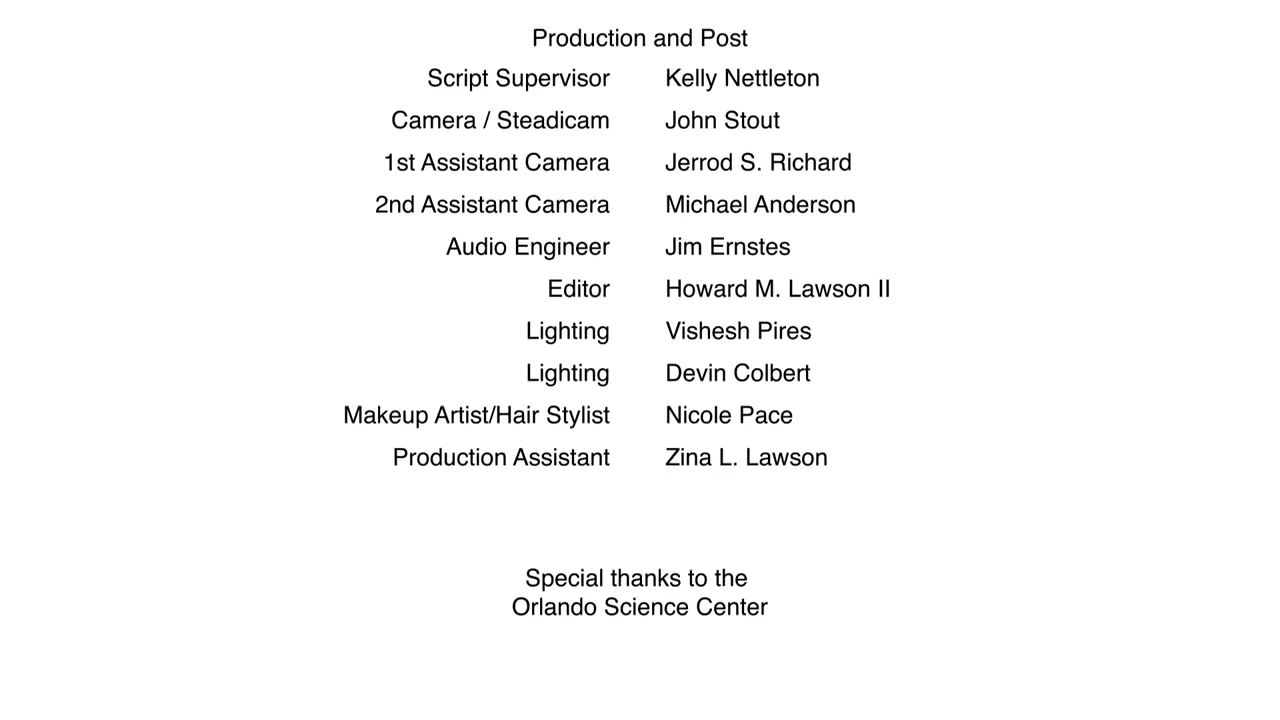 Production and Post
Script Supervisor Kelly Nettleton
Camera / Steadicam John Stout
1st Assistant Camera Jerrod S. Richard
2nd Assistant Camera Michael Anderson
Audio Engineer Jim Ernstes
Editor Howard M. Lawson II
Lighting Vishesh Pires
Lighting Devin Colbert
Makeup Artist/Hair Stylist Nicole Pace
Production Assistant Zina L. Lawson
Special thanks to the
Orlando Science Center